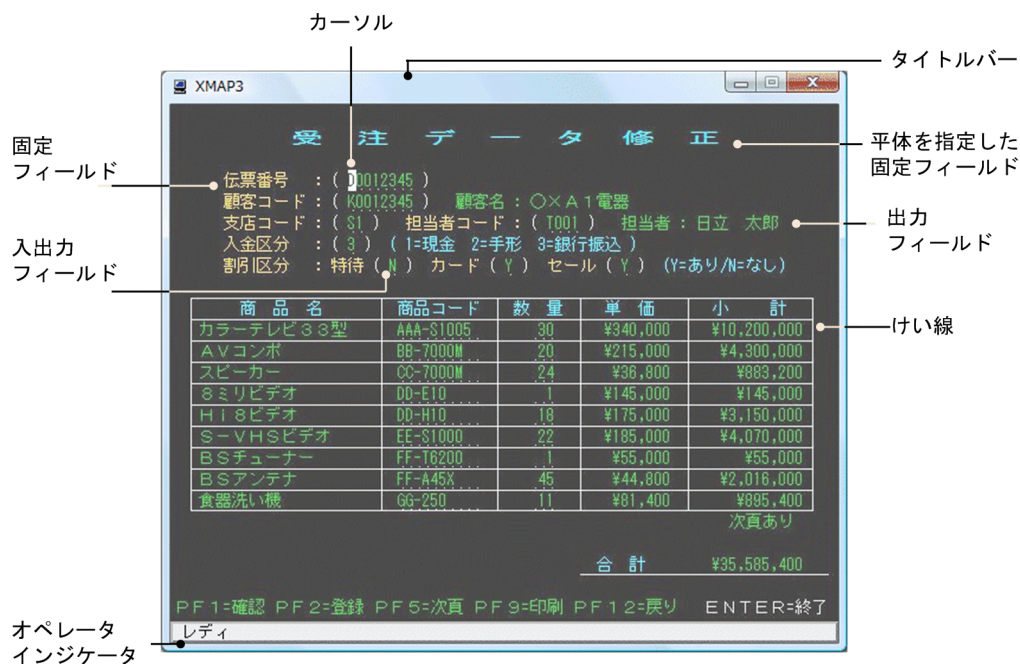 カーソル
タイトルバー
XMAP3
受注データ修正
平体を指定した
固定フィールド
固定
フィールド
伝票番号 : ( D0012345 )
顧客コード : ( K0012345 ) 顧客名 : ○×A1電器
支店コード : ( S1 ) 担当者コード : ( T001 ) 担当者 : 日立 太郎
出力
フィールド
入出力
フィールド
入金区分 : ( 3 ) ( 1=現金 2=手形 3=銀行振込 )
割引区分 : 特待 ( N ) カード ( Y ) セール ( Y ) (Y=あり/N=なし)
商品名 商品コード 数量 単価 小計
カラーテレビ33型 AAA-S1005 30 ¥340,000 ¥10,200,000
けい線
AVコンポ BB-7000M 20 ¥215,000 ¥4,300,000
スピーカー CC-7000M 24 ¥36,800 ¥883,200
8ミリビデオ DD-E10 1 ¥145,000 ¥145,000
Hi8ビデオ DD-H10 18 ¥175,000 ¥3,150,000
S-VHSビデオ EE-S1000 22 ¥185,000 ¥4,070,000
BSチューナー FF-T6200 1 ¥55,000 ¥55,000
BSアンテナ FF-A45X 45 ¥44,800 ¥2,016,000
食器洗い機 GG-250 11 ¥81,400 ¥895,400
次頁あり
合計 ¥35,585,400
PF1=確認 PF2=登録 PF5=次頁 PF9=印刷 PF12=戻り ENTER=終了
レディ
オペレータ
インジケータ